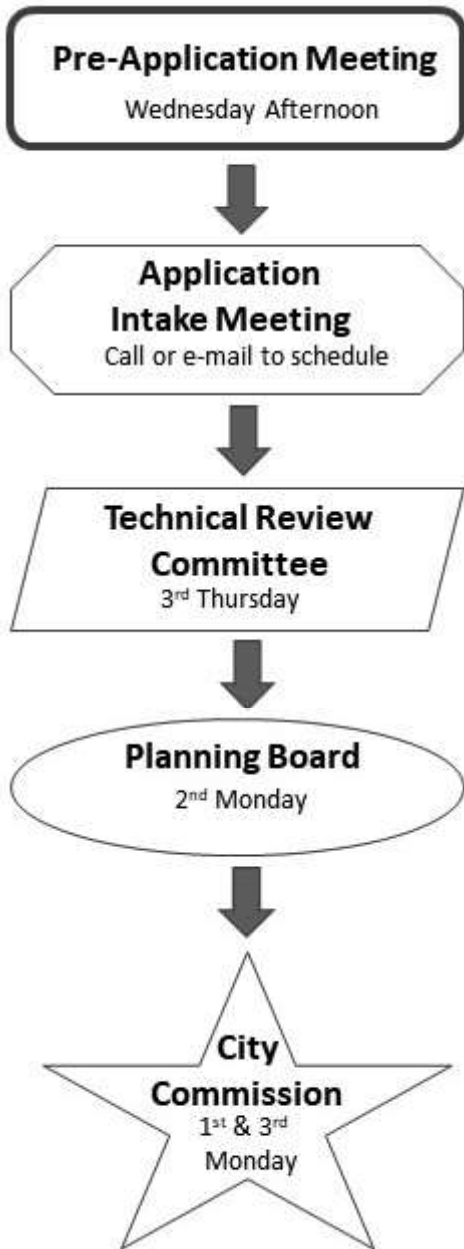 Pre-Application Meeting
Wednesday Afternoon
Application
Intake Meeting
Call or e-mail to schedule
Technical Review
Committee
3rd Thursday
Planning Board
2nd Monday
City
Commission
1st & 3rd
Monday